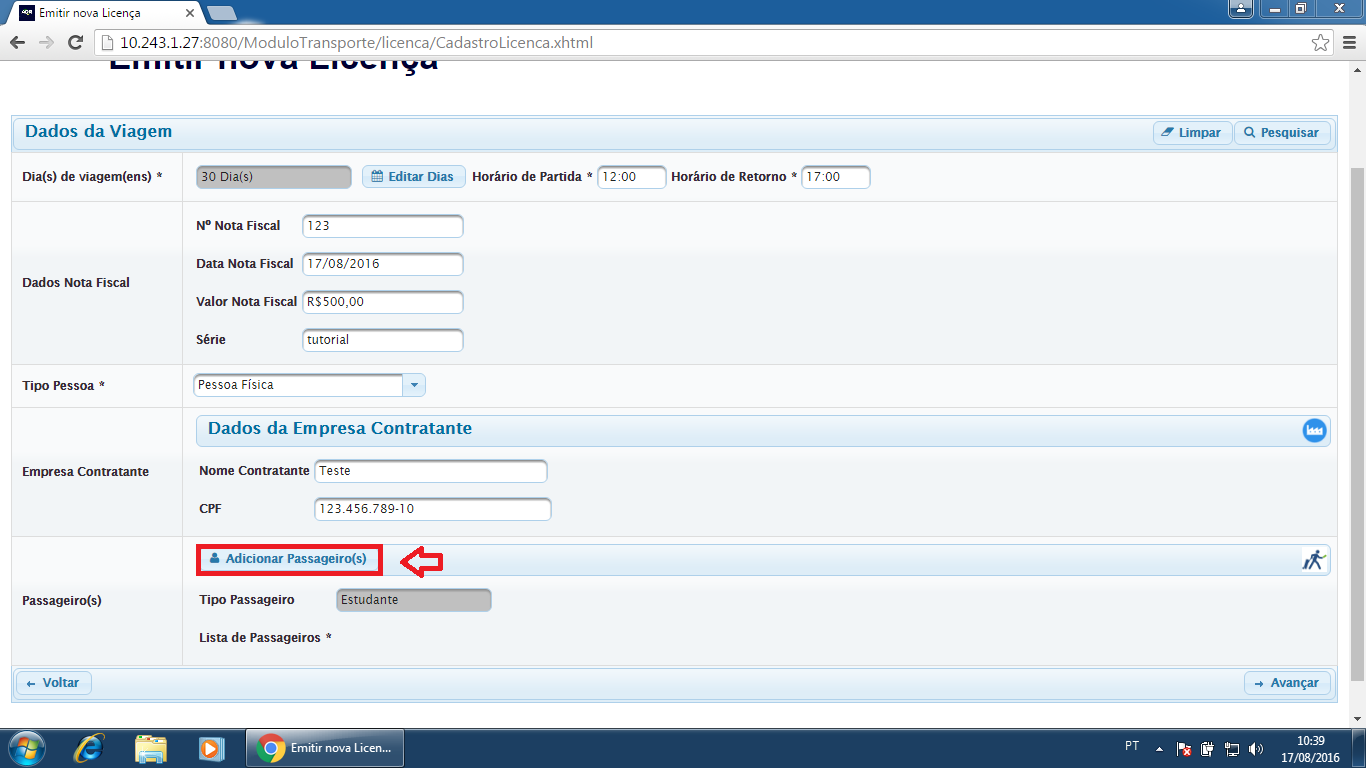 Emitir nova Licença
10.243.1.27:8080/ModuloTransporte/licenca/CadastroLicenca.xhtml
Emitir nova Licença
Dados da Viagem
Limpar
Pesquisar
Dia(s) de viagem(ens) * 30 Dia(s) Editar Dias Horário de Partida * 12:00 Horário de Retorno * 17:00
Dados Nota Fiscal
Nº Nota Fiscal 123
Data Nota Fiscal 17/08/2016
Valor Nota Fiscal R$500,00
Série tutorial
Tipo Pessoa * Pessoa Física
Empresa Contratante
Dados da Empresa Contratante
Nome Contratante Teste
CPF 123.456.789-10
Passageiro(s)
Adicionar Passageiro(s)
Tipo Passageiro Estudante
Lista de Passageiros *
Voltar
Avançar
Emitir nova Licen...
PT
10:39
17/08/2016